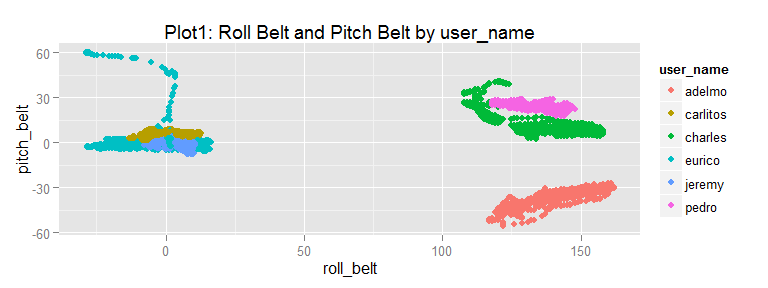 Plot1: Roll Belt and Pitch Belt by user_name
pitch_belt
60
30
0
-30
-60
0
50
100
150
roll_belt
user_name
adelmo
carlitos
charles
eurico
jeremy
pedro